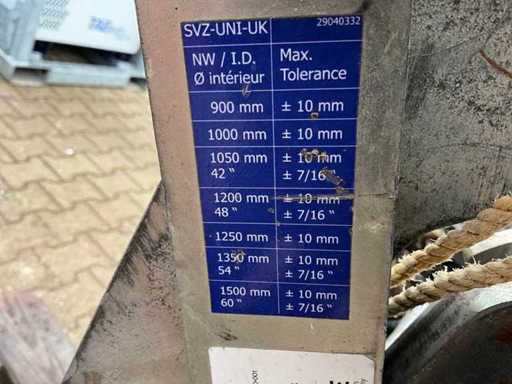 SVZ-UNI-UK 29040332
NW / I.D. Max.
Ø intérieur Tolerance
900 mm ± 10 mm
1000 mm ± 10 mm
1050 mm ± 10 mm
42 “ ± 7/16 “
1200 mm ± 10 mm
48 “ ± 7/16 “
1250 mm ± 10 mm
1350 mm ± 10 mm
54 “ ± 7/16 “
1500 mm ± 10 mm
60 “ ± 7/16 “